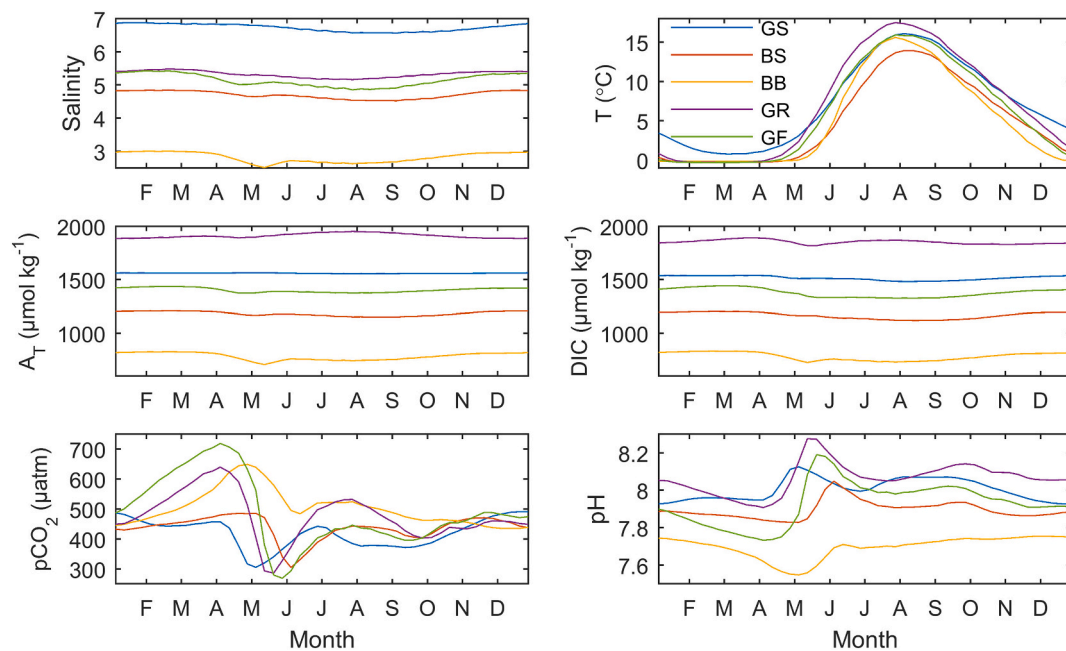 7
6
5
4
3
Salinity
F M A M J J A S O N D
15
10
5
0
T (°C)
GS
BS
BB
GR
GF
F M A M J J A S O N D
2000
1500
1000
A_T (µmol kg⁻¹)
F M A M J J A S O N D
2000
1500
1000
DIC (µmol kg⁻¹)
F M A M J J A S O N D
700
600
500
400
300
pCO₂ (µatm)
F M A M J J A S O N D
Month
8.2
8
7.8
7.6
pH
F M A M J J A S O N D
Month